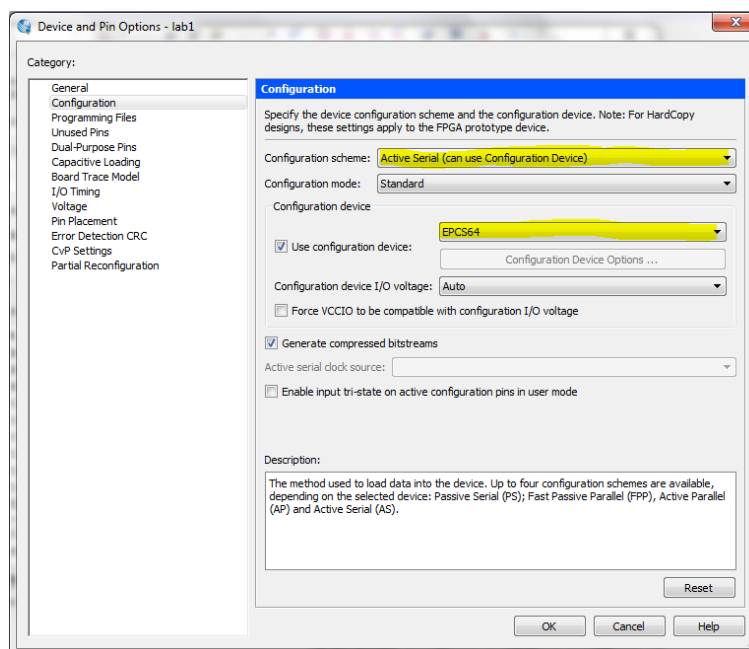 Device and Pin Options - lab1
Category:
General
Configuration
Programming Files
Unused Pins
Dual-Purpose Pins
Capacitive Loading
Board Trace Model
I/O Timing
Voltage
Pin Placement
Error Detection CRC
CvP Settings
Partial Reconfiguration
Configuration
Specify the device configuration scheme and the configuration device. Note: For HardCopy
designs, these settings apply to the FPGA prototype device.
Configuration scheme: Active Serial (can use Configuration Device)
Configuration mode: Standard
Configuration device
EPCS64
Use configuration device:
Configuration Device Options ...
Configuration device I/O voltage: Auto
Force VCCIO to be compatible with configuration I/O voltage
Generate compressed bitstreams
Active serial clock source:
Enable input tri-state on active configuration pins in user mode
Description:
The method used to load data into the device. Up to four configuration schemes are available,
depending on the selected device: Passive Serial (PS); Fast Passive Parallel (FPP), Active Parallel
(AP) and Active Serial (AS).
Reset
OK Cancel Help